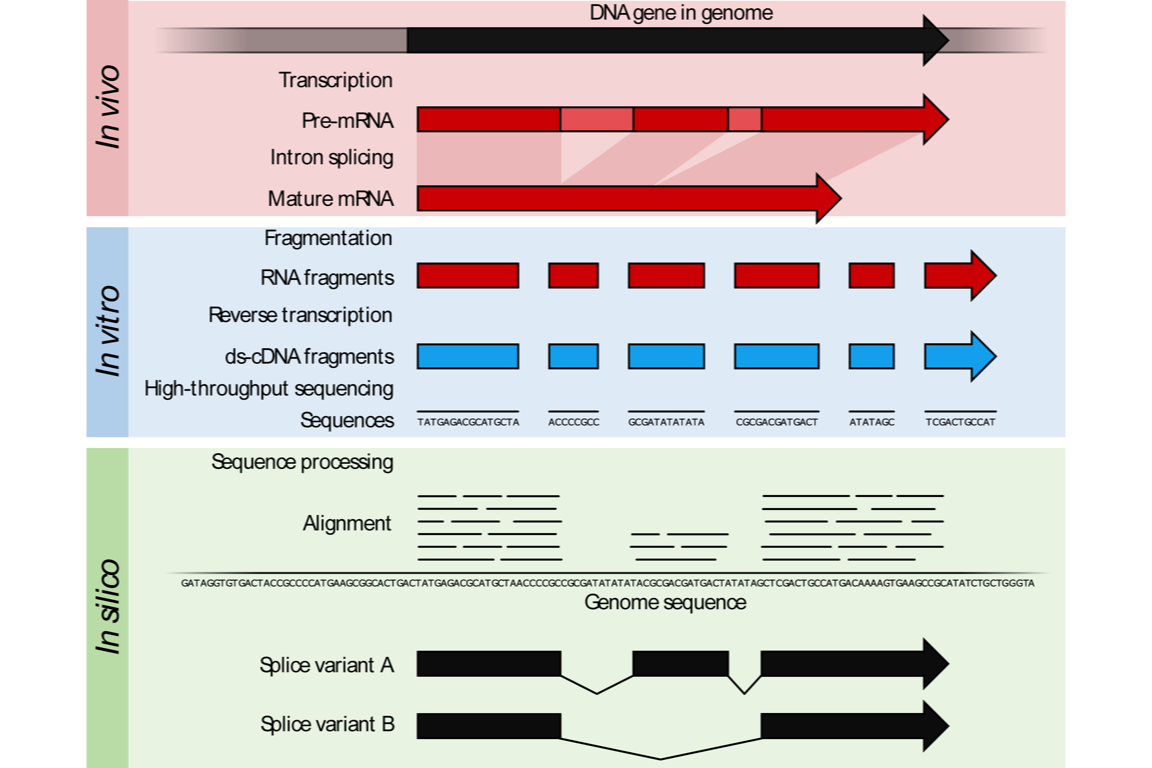 In vivo
DNA gene in genome
Transcription
Pre-mRNA
Intron splicing
Mature mRNA
In vitro
Fragmentation
RNA fragments
Reverse transcription
ds-cDNA fragments
High-throughput sequencing
Sequences
TATGAGACGCATGCTA ACCCCGCC GCGATATATATA CGCGACGATGACT ATATAGC TCGACTGCCAT
In silico
Sequence processing
Alignment
GATAGGTGTGACTACCGCCCCATGAAGCGGCACTGACTATGAGACGCATGCTAACCCCGCCGCGATATATATACGCGACGATGACTATATAGCTCGACTGCCATGACAAAAGTGAAGCCGCATATCTGCTGGGTA
Genome sequence
Splice variant A
Splice variant B